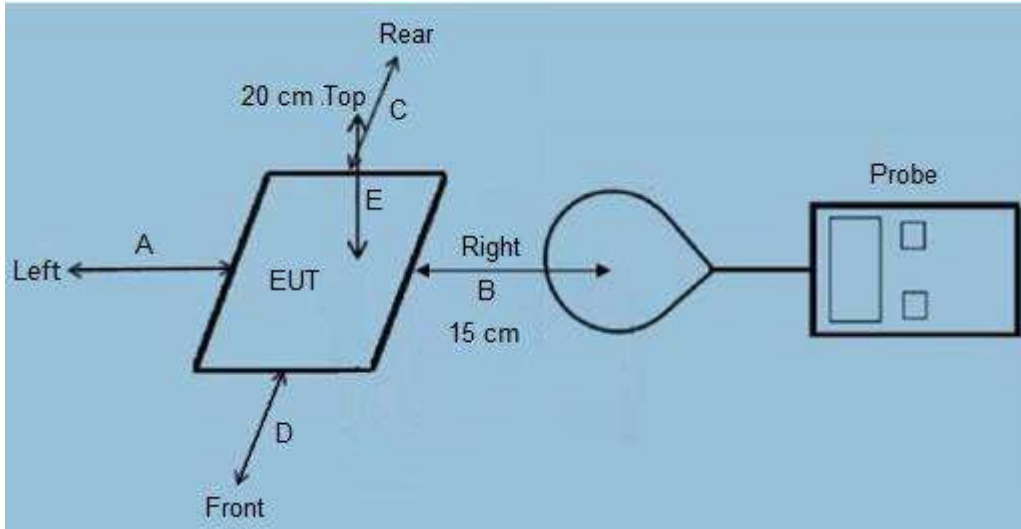 Rear
20 cm .Top
C
Probe
E
A
Right
Left
EUT
B
15 cm
D
Front